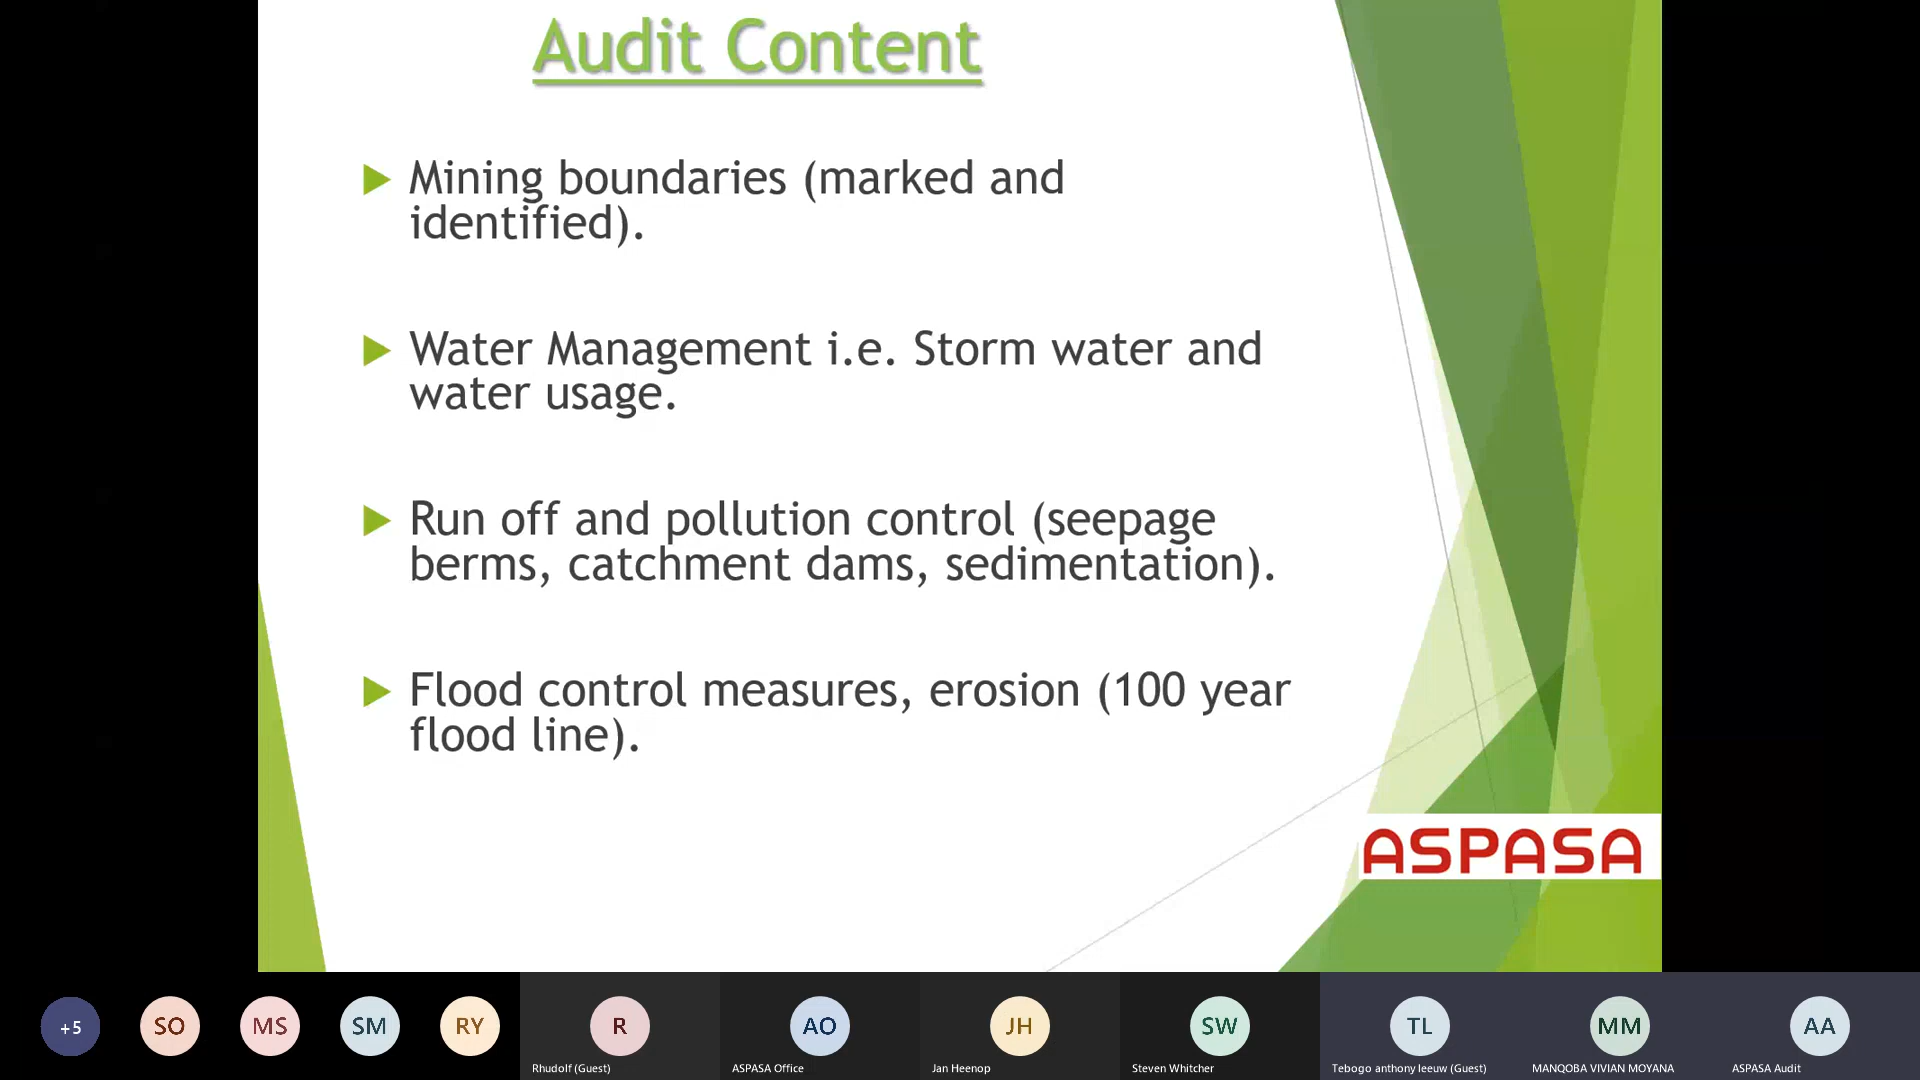 Audit Content
Mining boundaries (marked and
identified).
Water Management i.e. Storm water and
water usage.
Run off and pollution control (seepage
berms, catchment dams, sedimentation).
Flood control measures, erosion (100 year
flood line).
ASPASA
+5
SO
MS
SM
RY
R
AO
JH
SW
TL
MM
AA
Rhudolf (Guest)
ASPASA Office
Jan Heenop
Steven Whitcher
Tebogo anthony leeuw (Guest)
MANQOBA VIVIAN MOYANA
ASPASA Audit